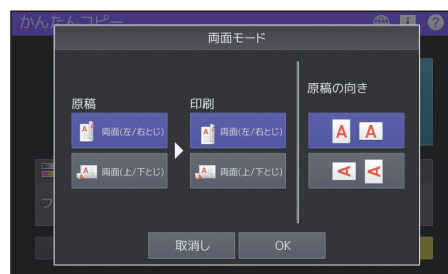 かんたんコピー
両面モード
原稿の向き
原稿
印刷
両面(左/右とじ)
両面(左/右とじ)
A A
両面(上/下とじ)
両面(上/下とじ)
A A
取消し
OK